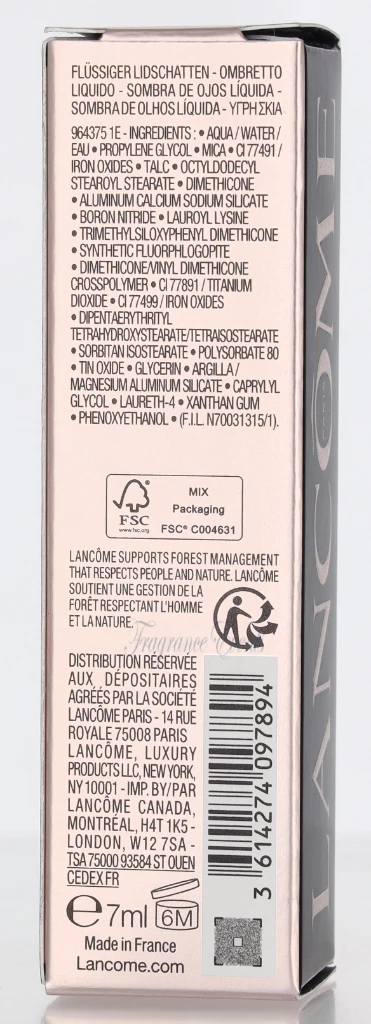 FLÜSSIGER LIDSCHATTEN - OMBRETTO
LIQUIDO - SOMBRA DE OJOS LÍQUIDA -
SOMBRA DE OLHOS LÍQUIDA - ΥΓΡΗ ΣΚΙΑ
964375 1E - INGREDIENTS : • AQUA / WATER /
EAU • PROPYLENE GLYCOL • MICA • CI 77491 /
IRON OXIDES • TALC • OCTYLDODECYL
STEAROYL STEARATE • DIMETHICONE
• ALUMINUM CALCIUM SODIUM SILICATE
• BORON NITRIDE • LAUROYL LYSINE
• TRIMETHYLSILOXYPHENYL DIMETHICONE
• SYNTHETIC FLUORPHLOGOPITE
• DIMETHICONE/VINYL DIMETHICONE
CROSSPOLYMER • CI 77891 / TITANIUM
DIOXIDE • CI 77499 / IRON OXIDES
• DIPENTAERYTHRITYL
TETRAHYDROXYSTEARATE/TETRAISOSTEARATE
• SORBITAN ISOSTEARATE • POLYSORBATE 80
• TIN OXIDE • GLYCERIN • ARGILLA /
MAGNESIUM ALUMINUM SILICATE • CAPRYLYL
GLYCOL • LAURETH-4 • XANTHAN GUM
• PHENOXYETHANOL • (F.I.L. N70031315/1).
FSC
www.fsc.org
MIX
Packaging
FSC® C004631
LANCÔME SUPPORTS FOREST MANAGEMENT
THAT RESPECTS PEOPLE AND NATURE. LANCÔME
SOUTIENT UNE GESTION DE LA
FORÊT RESPECTANT L'HOMME
ET LA NATURE.
Fragrance
DISTRIBUTION RÉSERVÉE
AUX DÉPOSITAIRES
AGRÉÉS PAR LA SOCIÉTÉ
LANCÔME PARIS - 14 RUE
ROYALE 75008 PARIS
LANCÔME, LUXURY
PRODUCTS LLC, NEW YORK,
NY 10001 - IMP. BY/PAR
LANCÔME CANADA,
MONTRÉAL, H4T 1K5 -
LONDON, W12 7SA -
TSA 75000 93584 ST OUEN
CEDEX FR
℮ 7ml 6M
Made in France
Lancome.com
3 614274 097894
LANCÔME